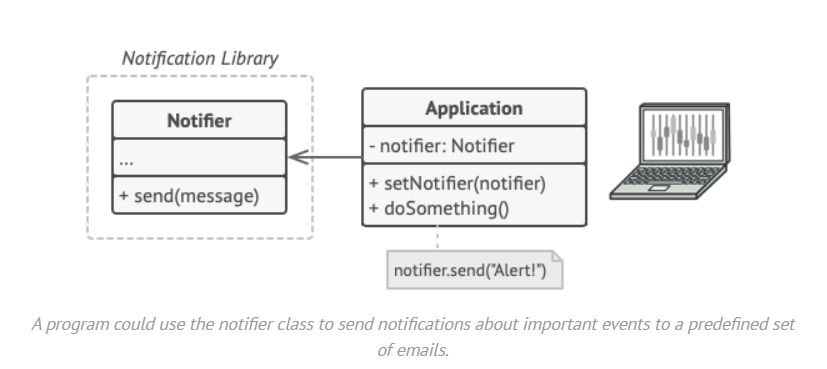 Notification Library
Notifier
...
+ send(message)
Application
- notifier: Notifier
+ setNotifier(notifier)
+ doSomething()
notifier.send("Alert!")
A program could use the notifier class to send notifications about important events to a predefined set
of emails.